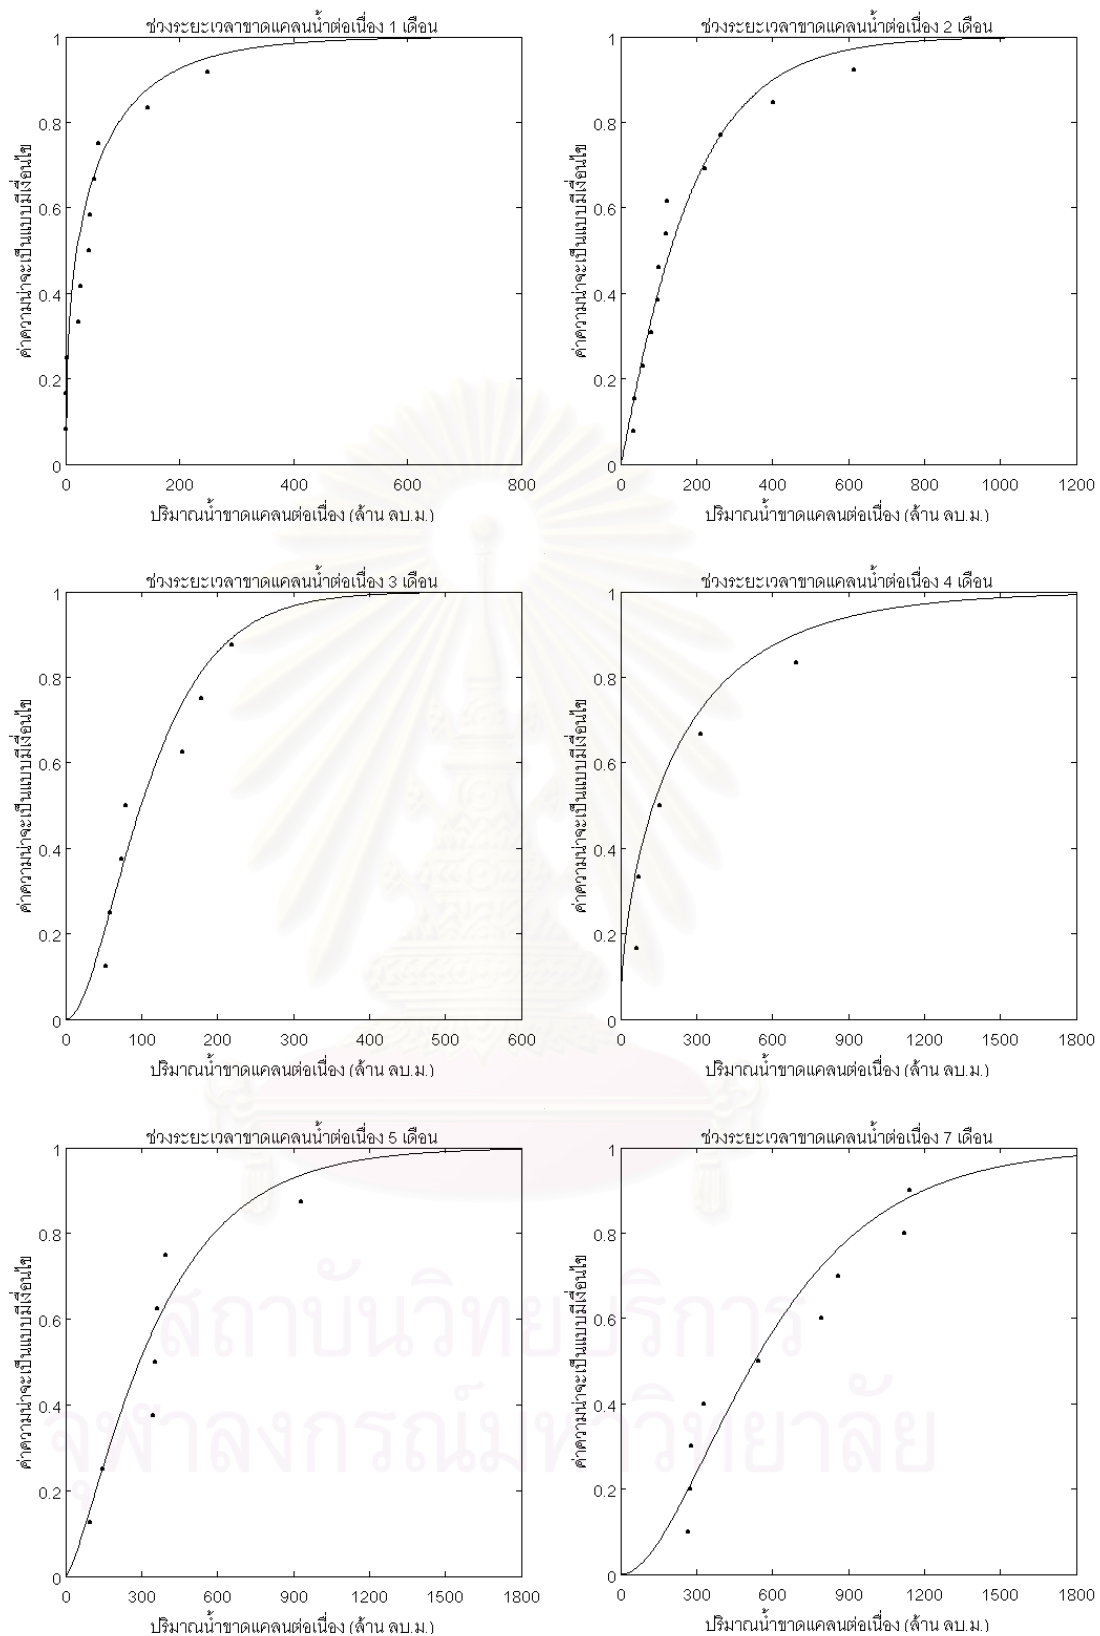 ช่วงระยะเวลาขาดแคลนน้ำต่อเนื่อง 1 เดือน
ค่าความน่าจะเป็นแบบมีเงื่อนไข
1
0.8
0.6
0.4
0.2
0
0 200 400 600 800
ปริมาณน้ำขาดแคลนต่อเนื่อง (ล้าน ลบ.ม.)
ช่วงระยะเวลาขาดแคลนน้ำต่อเนื่อง 2 เดือน
ค่าความน่าจะเป็นแบบมีเงื่อนไข
1
0.8
0.6
0.4
0.2
0
0 200 400 600 800 1000 1200
ปริมาณน้ำขาดแคลนต่อเนื่อง (ล้าน ลบ.ม.)
ช่วงระยะเวลาขาดแคลนน้ำต่อเนื่อง 3 เดือน
ค่าความน่าจะเป็นแบบมีเงื่อนไข
1
0.8
0.6
0.4
0.2
0
0 100 200 300 400 500 600
ปริมาณน้ำขาดแคลนต่อเนื่อง (ล้าน ลบ.ม.)
ช่วงระยะเวลาขาดแคลนน้ำต่อเนื่อง 4 เดือน
ค่าความน่าจะเป็นแบบมีเงื่อนไข
1
0.8
0.6
0.4
0.2
0
0 300 600 900 1200 1500 1800
ปริมาณน้ำขาดแคลนต่อเนื่อง (ล้าน ลบ.ม.)
ช่วงระยะเวลาขาดแคลนน้ำต่อเนื่อง 5 เดือน
ค่าความน่าจะเป็นแบบมีเงื่อนไข
1
0.8
0.6
0.4
0.2
0
0 300 600 900 1200 1500 1800
ปริมาณน้ำขาดแคลนต่อเนื่อง (ล้าน ลบ.ม.)
ช่วงระยะเวลาขาดแคลนน้ำต่อเนื่อง 7 เดือน
ค่าความน่าจะเป็นแบบมีเงื่อนไข
1
0.8
0.6
0.4
0.2
0
0 300 600 900 1200 1500 1800
ปริมาณน้ำขาดแคลนต่อเนื่อง (ล้าน ลบ.ม.)
สถาบันวิทยบริการ
จุฬาลงกรณ์มหาวิทยาลัย